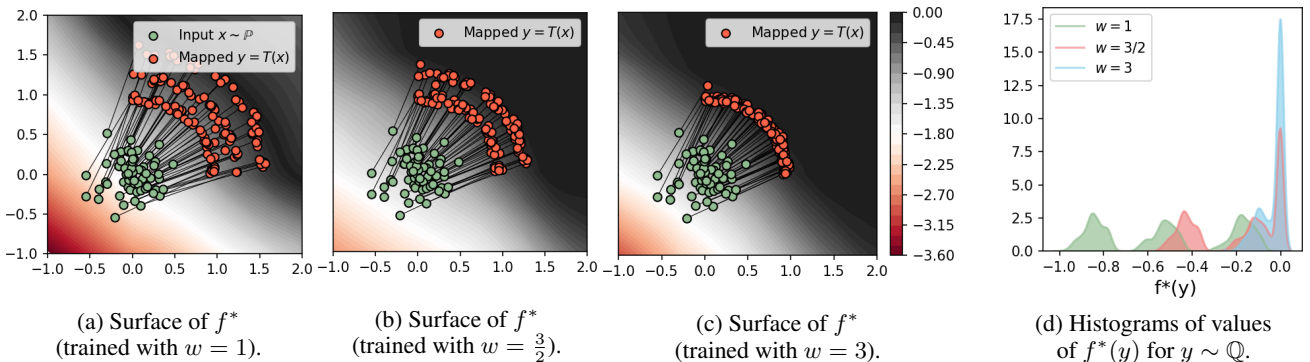 Input x ~ ℙ
Mapped y = T(x)
2.0
1.5
1.0
0.5
0.0
−0.5
−1.0
−1.0 −0.5 0.0 0.5 1.0 1.5 2.0
(a) Surface of f*
(trained with w = 1).
Mapped y = T(x)
−1.0 −0.5 0.0 0.5 1.0 1.5 2.0
(b) Surface of f*
(trained with w = 3/2).
Mapped y = T(x)
−1.0 −0.5 0.0 0.5 1.0 1.5 2.0
0.00
−0.45
−0.90
−1.35
−1.80
−2.25
−2.70
−3.15
−3.60
(c) Surface of f*
(trained with w = 3).
w = 1
w = 3/2
w = 3
17.5
15.0
12.5
10.0
7.5
5.0
2.5
0.0
−1.0 −0.8 −0.6 −0.4 −0.2 0.0
f*(y)
(d) Histograms of values
of f*(y) for y ∼ ℚ.